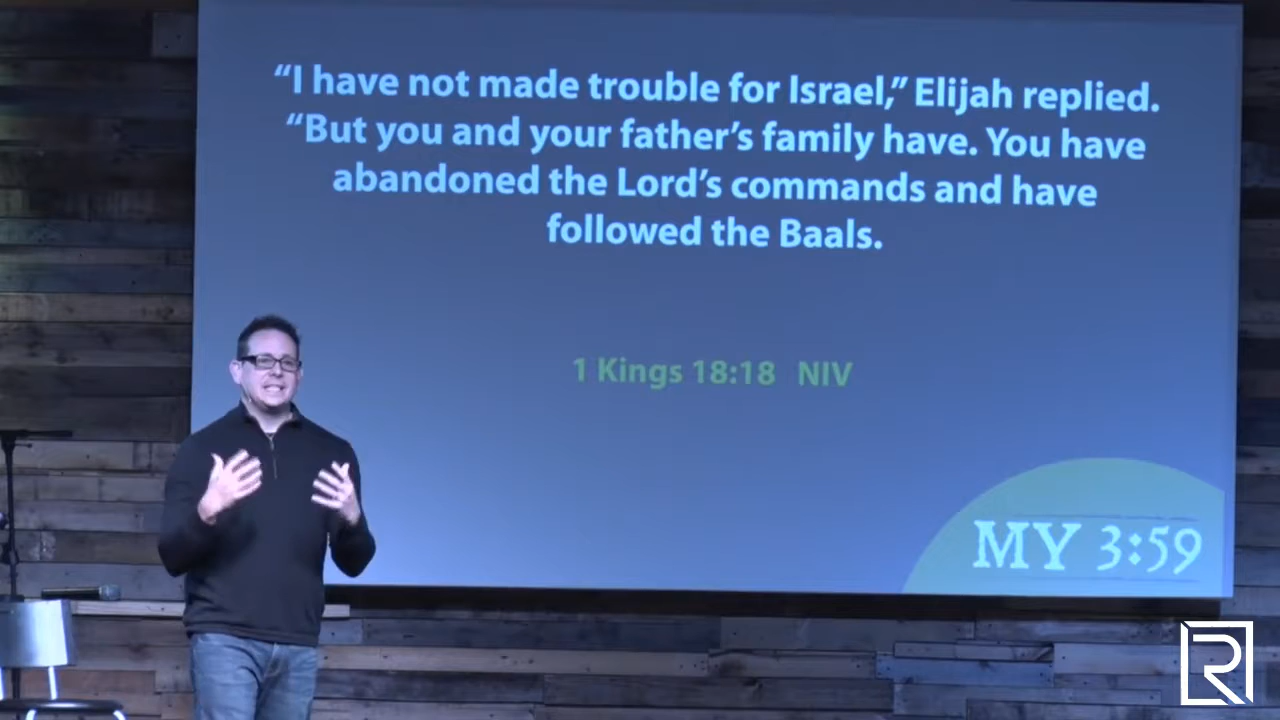 “I have not made trouble for Israel,” Elijah replied.
“But you and your father’s family have. You have
abandoned the Lord’s commands and have
followed the Baals.
1 Kings 18:18 NIV
MY 3:59
R